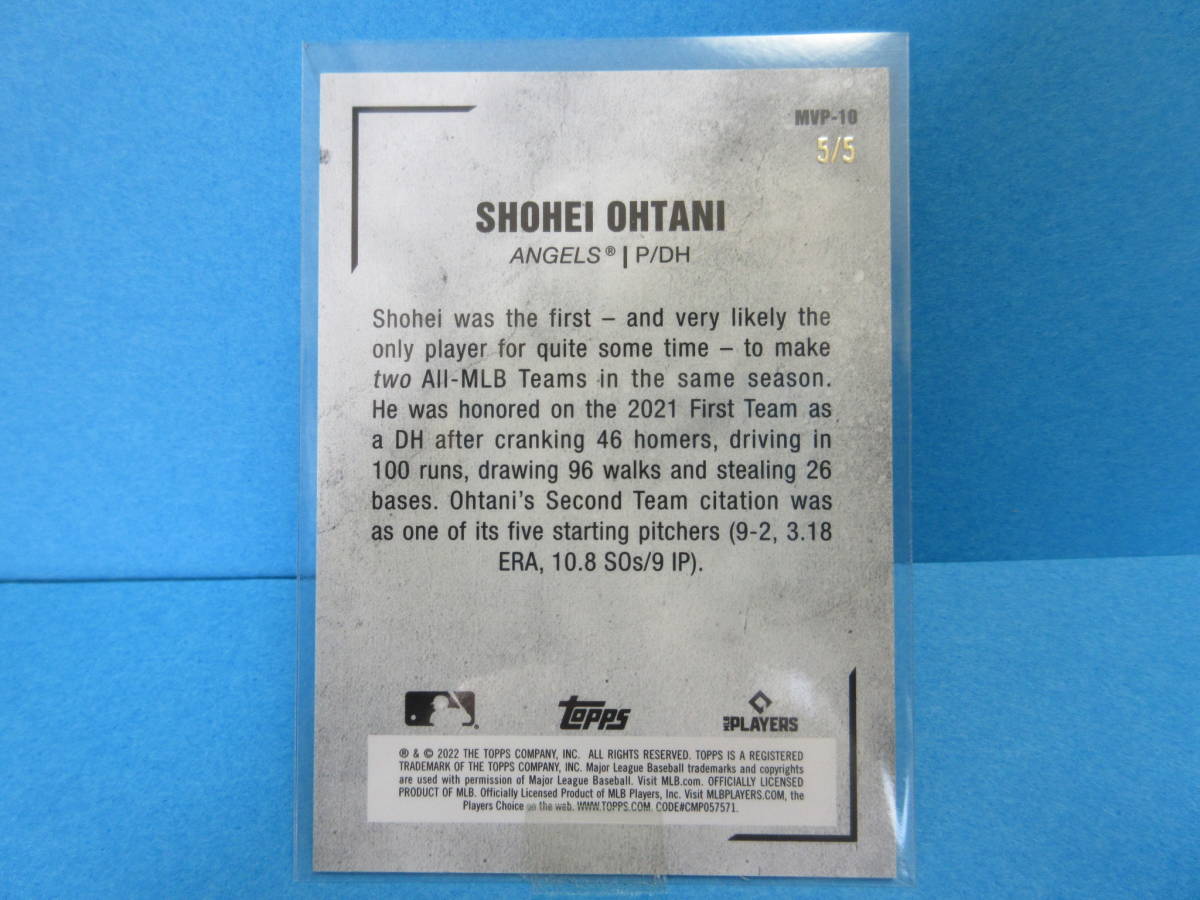 MVP-10
5/5
SHOHEI OHTANI
ANGELS® | P/DH
Shohei was the first – and very likely the
only player for quite some time – to make
two All-MLB Teams in the same season.
He was honored on the 2021 First Team as
a DH after cranking 46 homers, driving in
100 runs, drawing 96 walks and stealing 26
bases. Ohtani's Second Team citation was
as one of its five starting pitchers (9-2, 3.18
ERA, 10.8 SOs/9 IP).
topps
MLB PLAYERS
® & © 2022 THE TOPPS COMPANY, INC. ALL RIGHTS RESERVED. TOPPS IS A REGISTERED
TRADEMARK OF THE TOPPS COMPANY, INC. Major League Baseball trademarks and copyrights
are used with permission of Major League Baseball. Visit MLB.com. OFFICIALLY LICENSED
PRODUCT OF MLB. Officially Licensed Product of MLB Players, Inc. Visit MLBPLAYERS.COM, the
Players Choice on the web. WWW.TOPPS.COM. CODE#CMP057571.